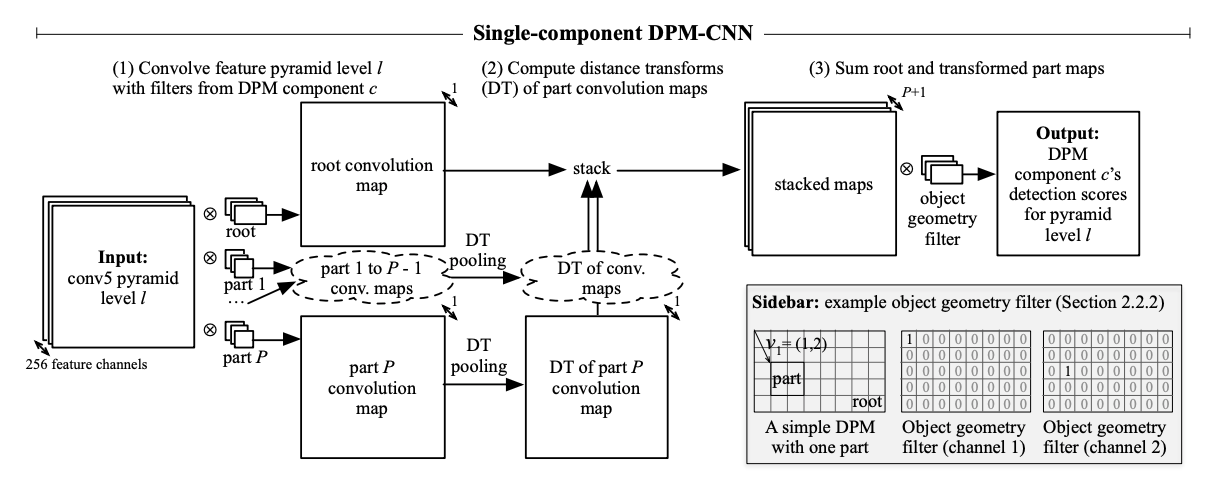 Single-component DPM-CNN
(1) Convolve feature pyramid level l
with filters from DPM component c
(2) Compute distance transforms
(DT) of part convolution maps
(3) Sum root and transformed part maps
1
root convolution
map
stack
P+1
stacked maps
⊗
object
geometry
filter
Output:
DPM
component c's
detection scores
for pyramid
level l
Input:
conv5 pyramid
level l
256 feature channels
⊗
root
⊗
part 1
...
⊗
part P
part 1 to P - 1
conv. maps
DT
pooling
DT of conv.
maps
1
part P
convolution
map
DT
pooling
1
DT of part P
convolution
map
Sidebar: example object geometry filter (Section 2.2.2)
v1= (1,2)
part
root
A simple DPM
with one part
1 0 0 0 0 0 0 0
0 0 0 0 0 0 0 0
0 0 0 0 0 0 0 0
0 0 0 0 0 0 0 0
0 0 0 0 0 0 0 0
Object geometry
filter (channel 1)
0 0 0 0 0 0 0 0
0 0 0 0 0 0 0 0
0 1 0 0 0 0 0 0
0 0 0 0 0 0 0 0
0 0 0 0 0 0 0 0
Object geometry
filter (channel 2)